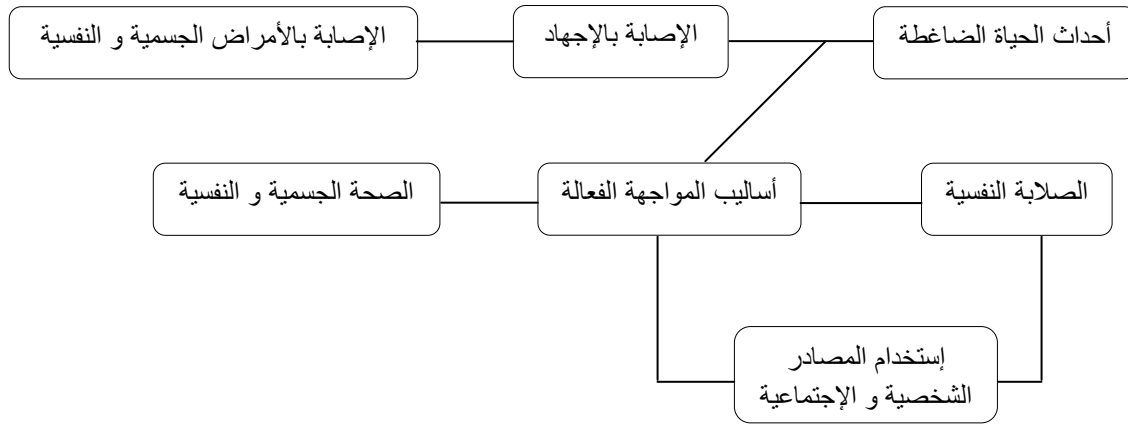 أحداث الحياة الضاغطة
الإصابة بالإجهاد
الإصابة بالأمراض الجسمية و النفسية
الصلابة النفسية
أساليب المواجهة الفعالة
الصحة الجسمية و النفسية
إستخدام المصادر
الشخصية و الإجتماعية